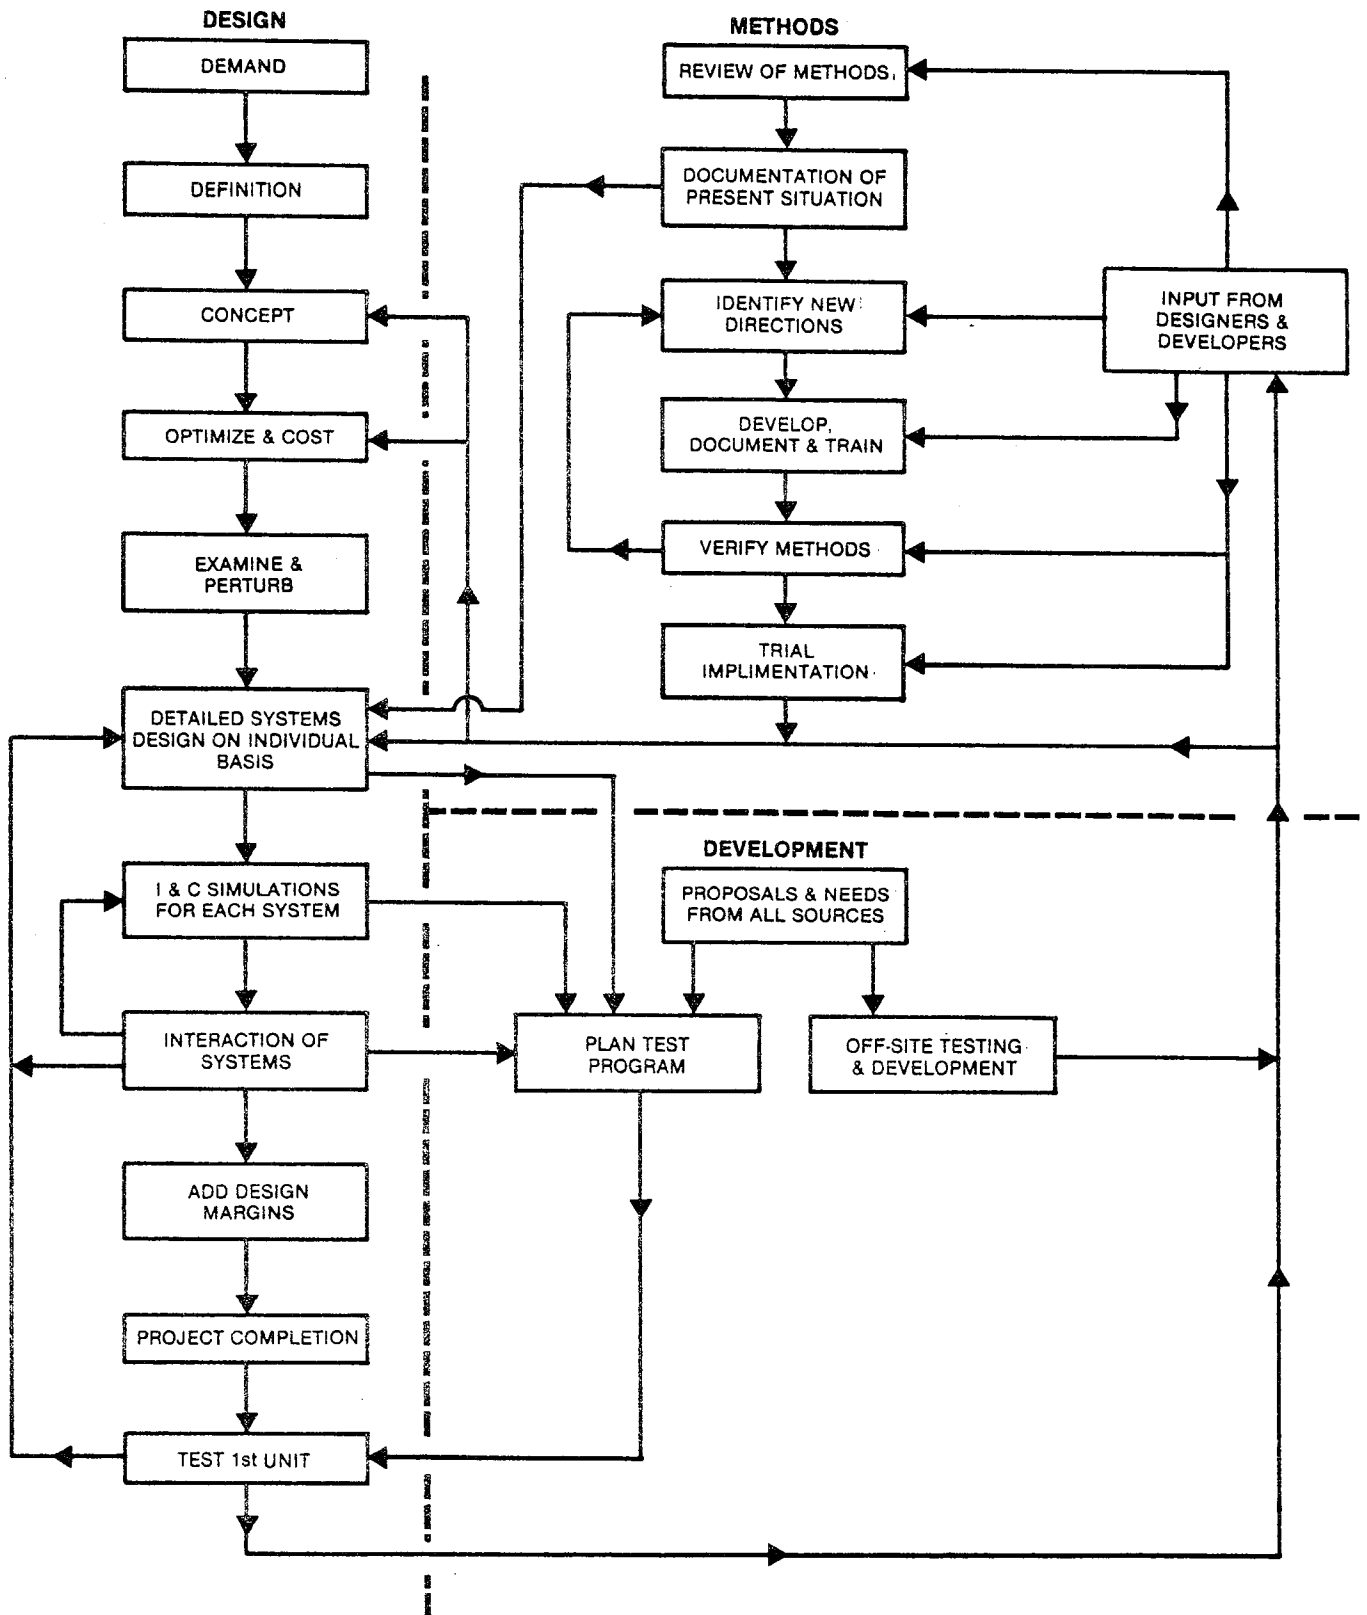 DESIGN
DEMAND
DEFINITION
CONCEPT
OPTIMIZE & COST
EXAMINE &
PERTURB
DETAILED SYSTEMS
DESIGN ON INDIVIDUAL
BASIS
I & C SIMULATIONS
FOR EACH SYSTEM
INTERACTION OF
SYSTEMS
ADD DESIGN
MARGINS
PROJECT COMPLETION
TEST 1st UNIT
METHODS
REVIEW OF METHODS
DOCUMENTATION OF
PRESENT SITUATION
IDENTIFY NEW
DIRECTIONS
DEVELOP,
DOCUMENT & TRAIN
VERIFY METHODS
TRIAL
IMPLIMENTATION
INPUT FROM
DESIGNERS &
DEVELOPERS
DEVELOPMENT
PROPOSALS & NEEDS
FROM ALL SOURCES
PLAN TEST
PROGRAM
OFF-SITE TESTING
& DEVELOPMENT